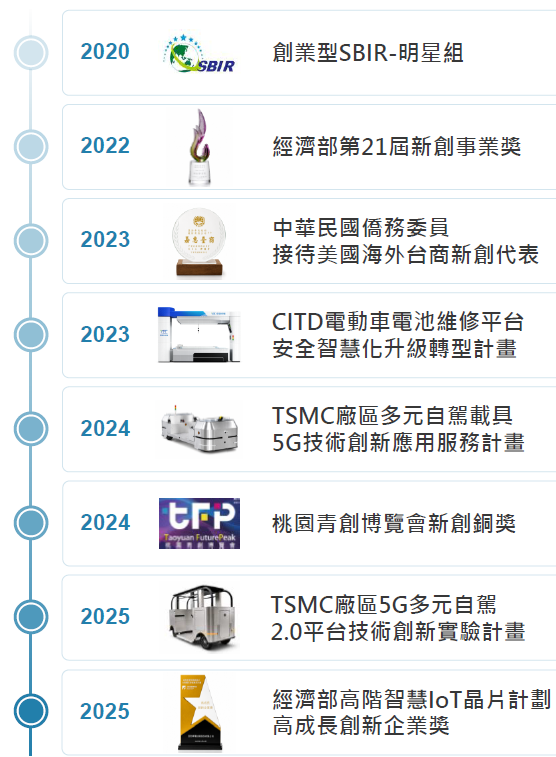 2020
SBIR
創業型SBIR-明星組
2022
經濟部第21屆新創事業獎
2023
中華民國僑務委員
接待美國海外台商新創代表
2023
CITD電動車電池維修平台
安全智慧化升級轉型計畫
2024
TSMC廠區多元自駕載具
5G技術創新應用服務計畫
2024
tFP
Taoyuan FuturePeak
桃園青創博覽會
桃園青創博覽會新創銅獎
2025
TSMC廠區5G多元自駕
2.0平台技術創新實驗計畫
2025
經濟部高階智慧IoT晶片計劃
高成長創新企業獎